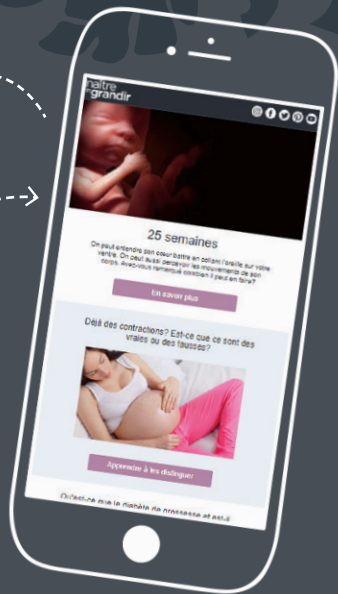 naître
et grandir
25 semaines
On peut entendre son coeur battre en collant l'oreille sur votre
ventre. On peut aussi percevoir les mouvements de son
corps. Avez-vous remarqué combien il peut en faire?
En savoir plus
Déjà des contractions? Est-ce que ce sont des
vraies ou des fausses?
Apprendre à les distinguer
Qu'est-ce que le diabète de grossesse et est-il